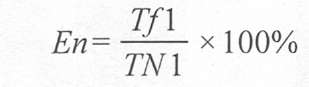 En= Tf1 / TN1 × 100%